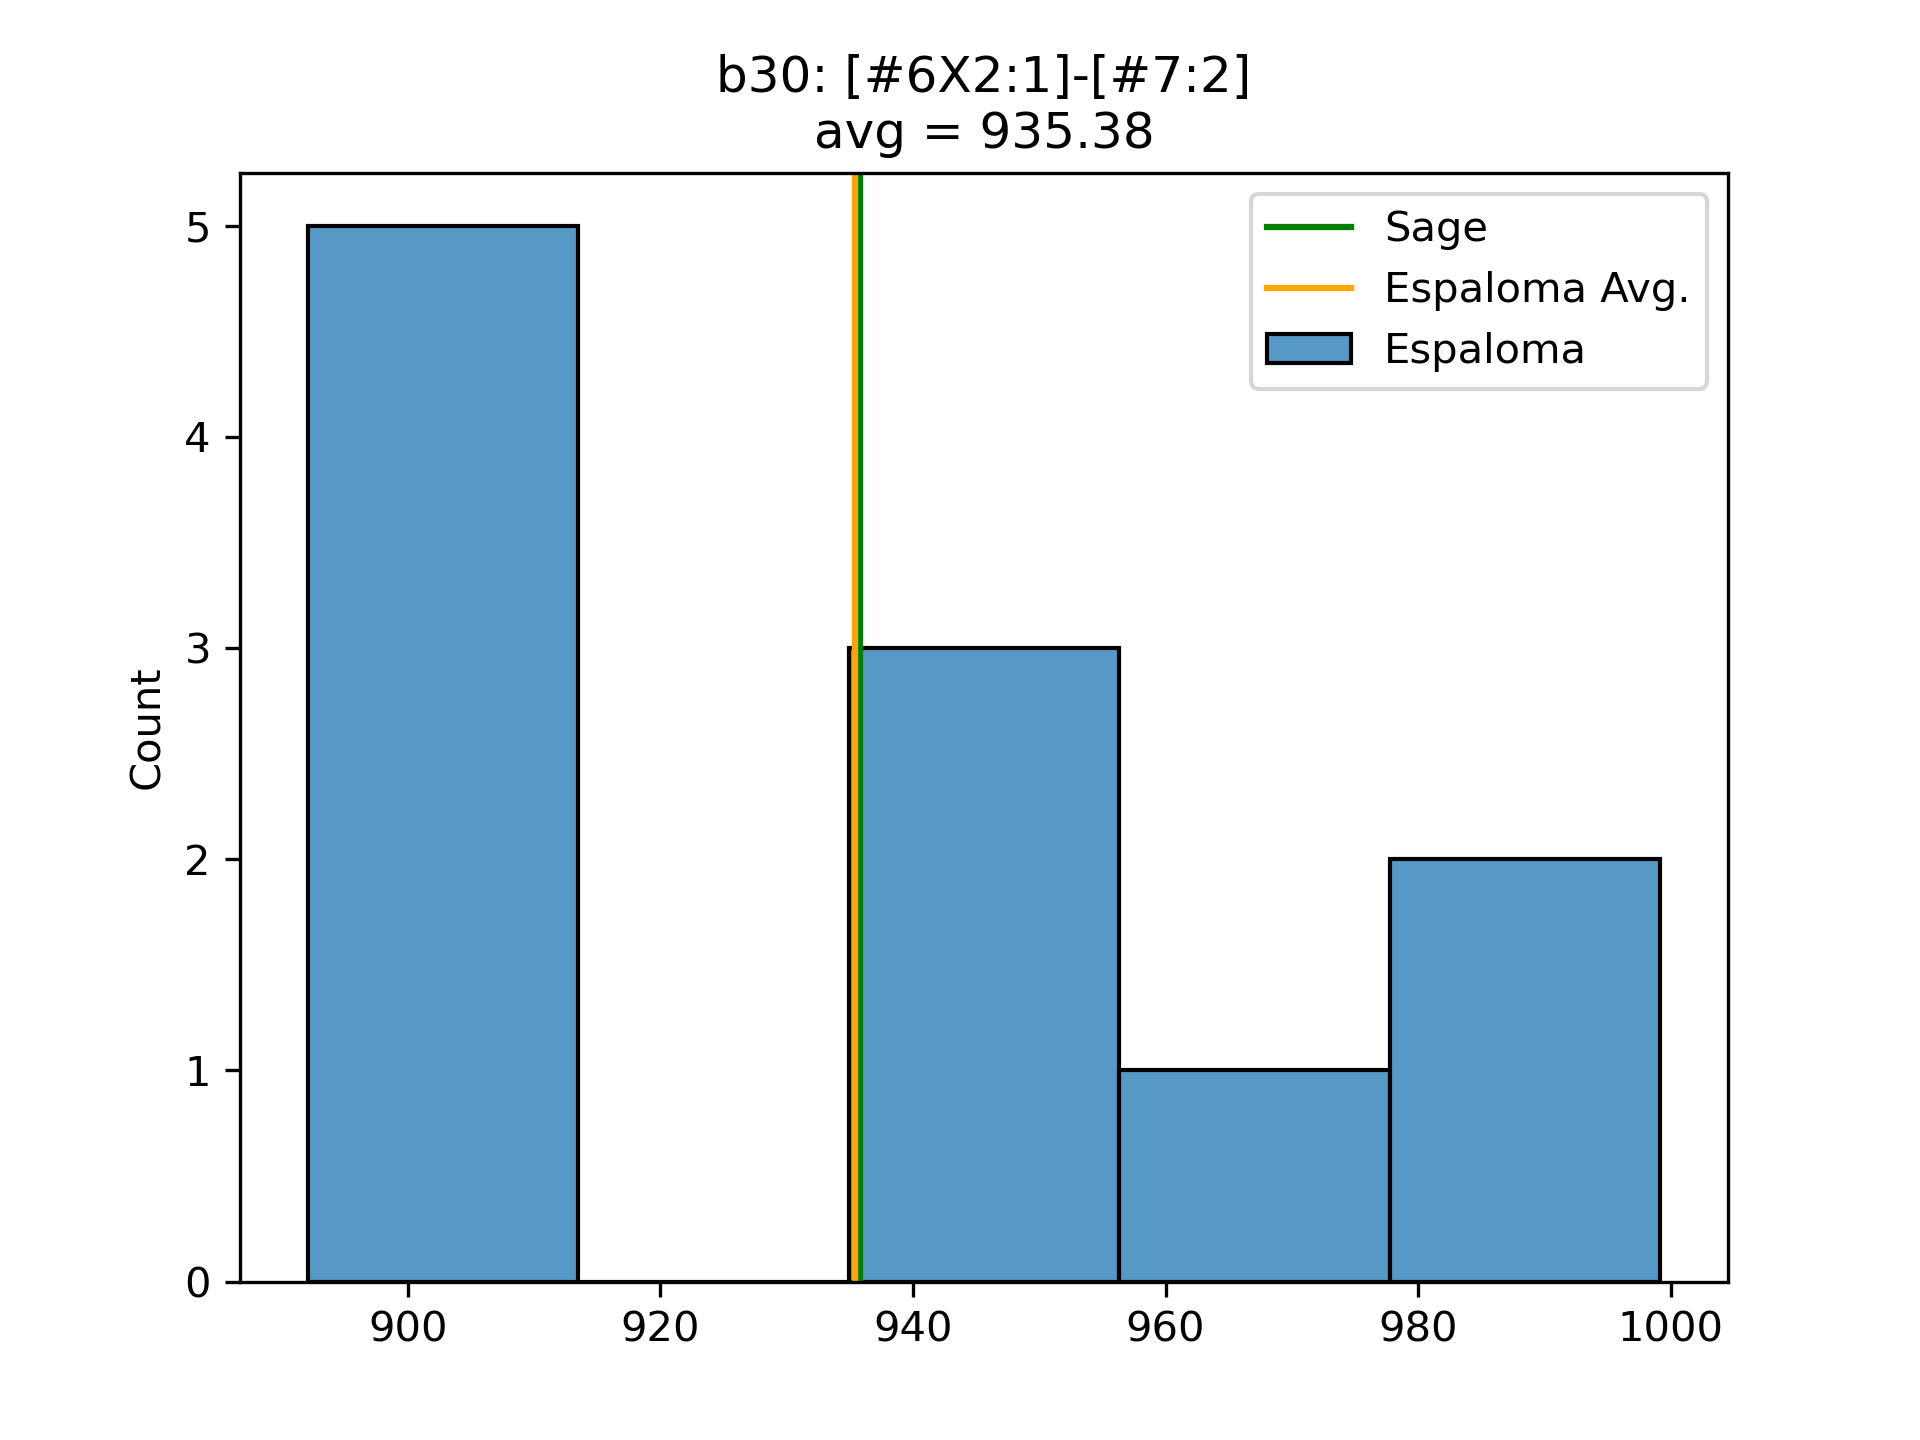 b30: [#6X2:1]-[#7:2]
avg = 935.38
Sage
Espaloma Avg.
Espaloma
Count
5
4
3
2
1
0
900 920 940 960 980 1000